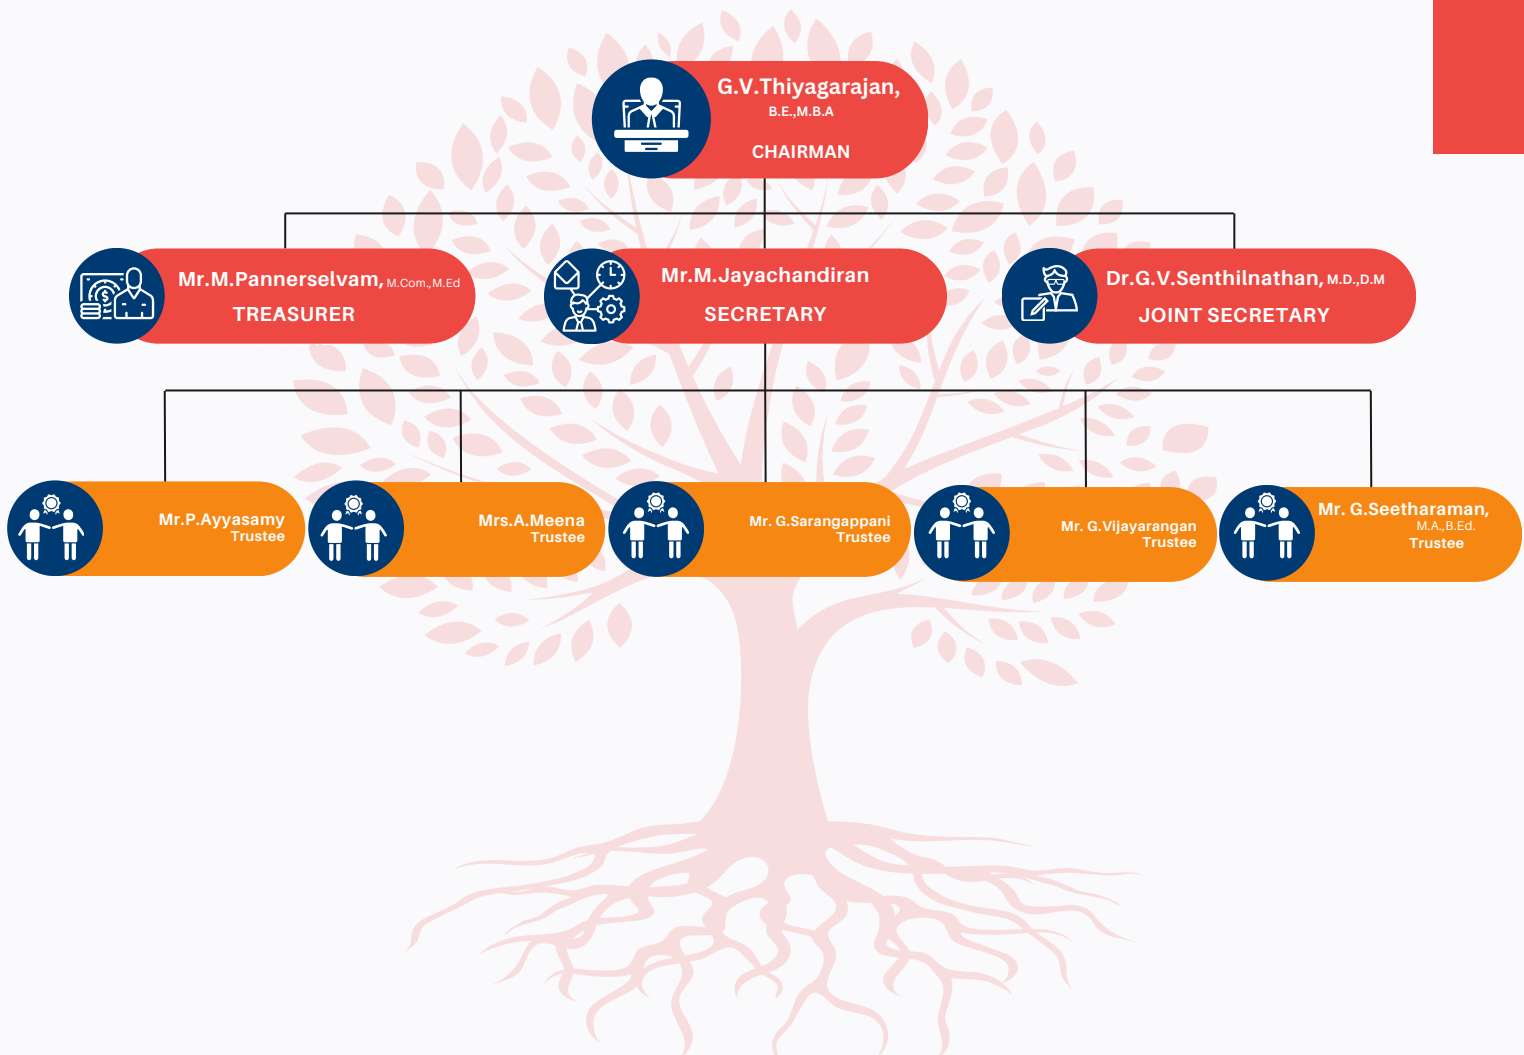 G.V.Thiyagarajan,
B.E.,M.B.A
CHAIRMAN
Mr.M.Pannerselvam, M.Com.,M.Ed
TREASURER
Mr.M.Jayachandiran
SECRETARY
Dr.G.V.Senthilnathan, M.D.,D.M
JOINT SECRETARY
Mr.P.Ayyasamy
Trustee
Mrs.A.Meena
Trustee
Mr. G.Sarangappani
Trustee
Mr. G.Vijayarangan
Trustee
Mr. G.Seetharaman,
M.A.,B.Ed.
Trustee